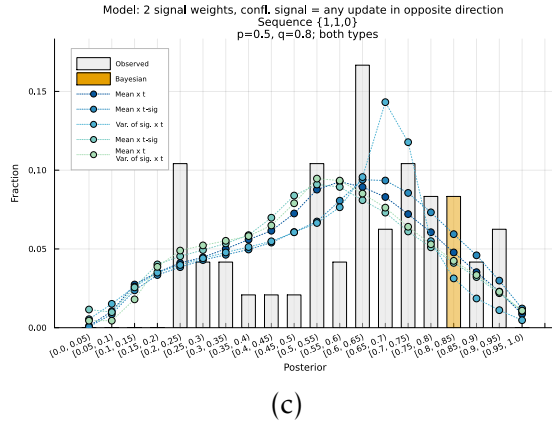 Model: 2 signal weights, confl. signal = any update in opposite direction
Sequence {1,1,0}
p=0.5, q=0.8; both types
Observed
Bayesian
Mean x t
Mean x t-sig
Var. of sig. x t
Mean x t-sig
Mean x t
Var. of sig. x t
Fraction
0.15
0.10
0.05
0.00
[0.0, 0.05)
[0.05, 0.1)
[0.1, 0.15)
[0.15, 0.2)
[0.2, 0.25)
[0.25, 0.3)
[0.3, 0.35)
[0.35, 0.4)
[0.4, 0.45)
[0.45, 0.5)
[0.5, 0.55)
[0.55, 0.6)
[0.6, 0.65)
[0.65, 0.7)
[0.7, 0.75)
[0.75, 0.8)
[0.8, 0.85)
[0.85, 0.9)
[0.9, 0.95)
[0.95, 1.0)
Posterior
(c)